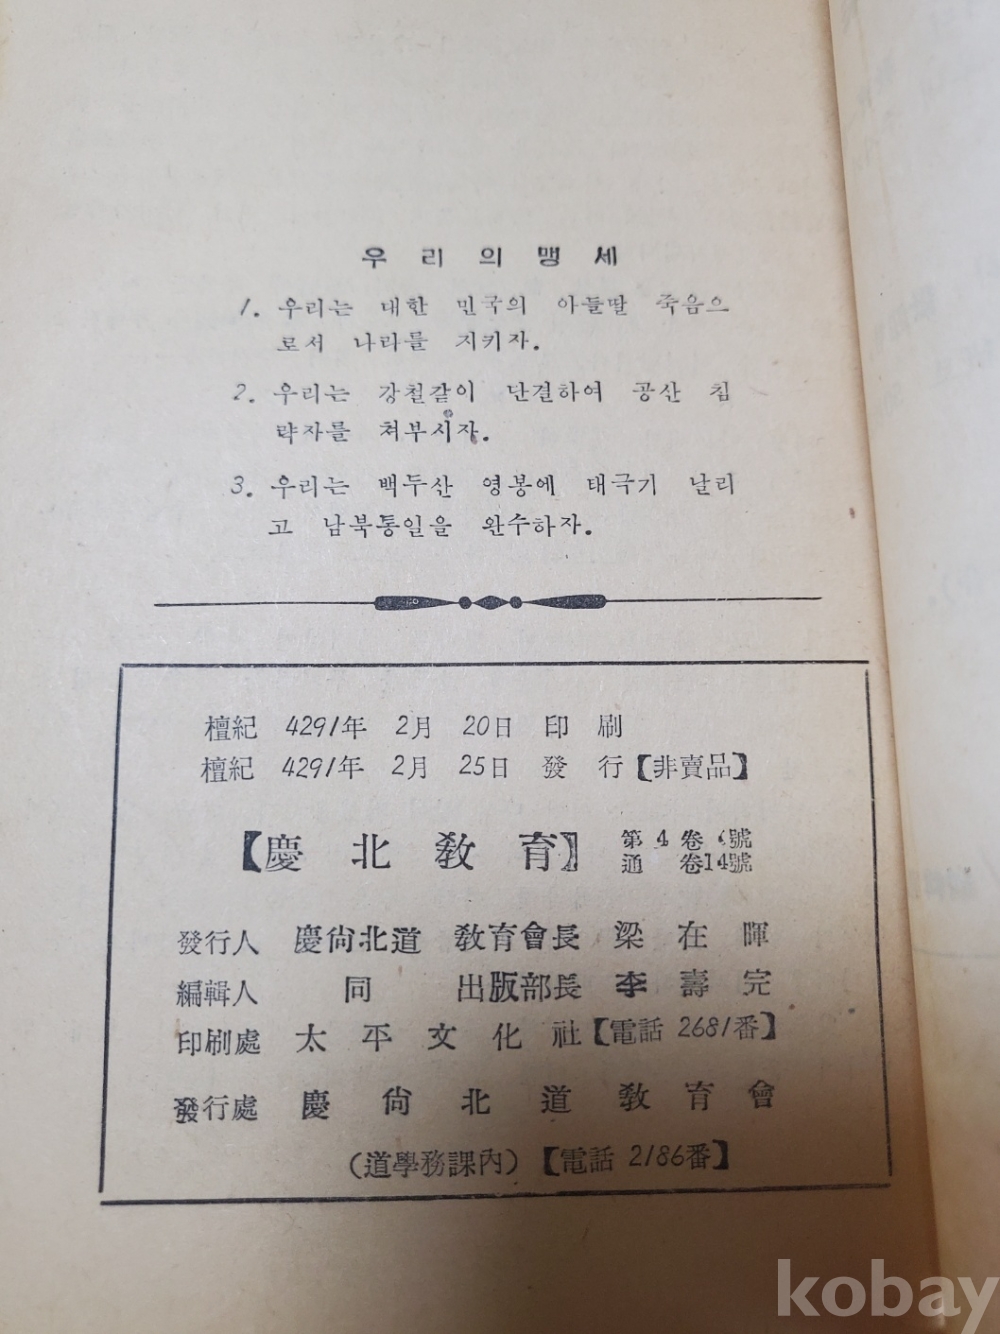 우리의 맹세
1. 우리는 대한 민국의 아들딸 죽음으
로서 나라를 지키자.
2. 우리는 강철같이 단결하여 공산 침
략자를 쳐부시자.
3. 우리는 백두산 영봉에 태극기 날리
고 남북통일을 완수하자.
檀紀 4291年 2月 20日 印刷
檀紀 4291年 2月 25日 發行【非賣品】
【慶北敎育】 第4卷 號
通 卷14號
發行人 慶尙北道 敎育會長 梁在暉
編輯人 同 出版部長 李壽完
印刷處 太平文化社【電話 2681番】
發行處 慶尙北道敎育會
(道學務課內)【電話 2186番】
kobay